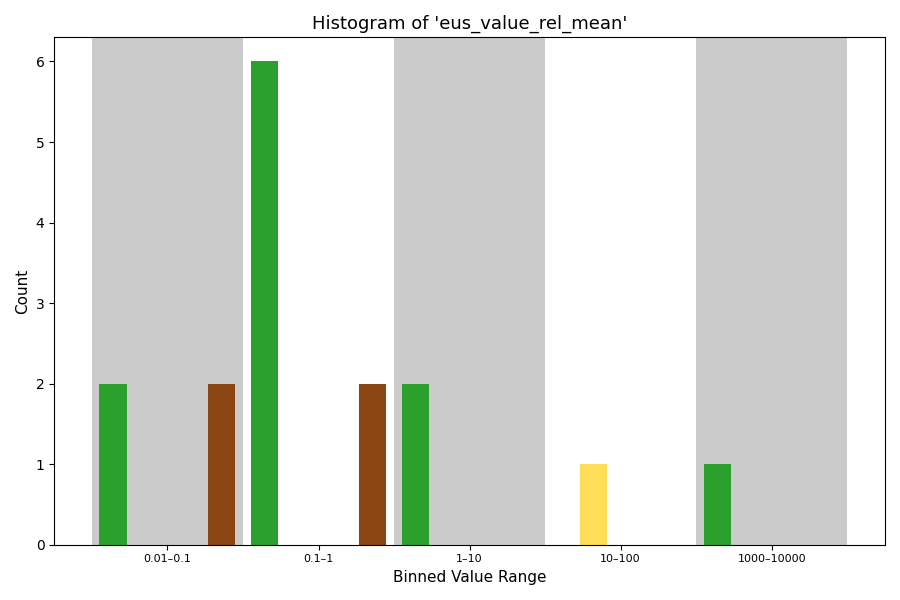 Histogram of 'eus_value_rel_mean'
Count
6
5
4
3
2
1
0
0.01–0.1 0.1–1 1–10 10–100 1000–10000
Binned Value Range